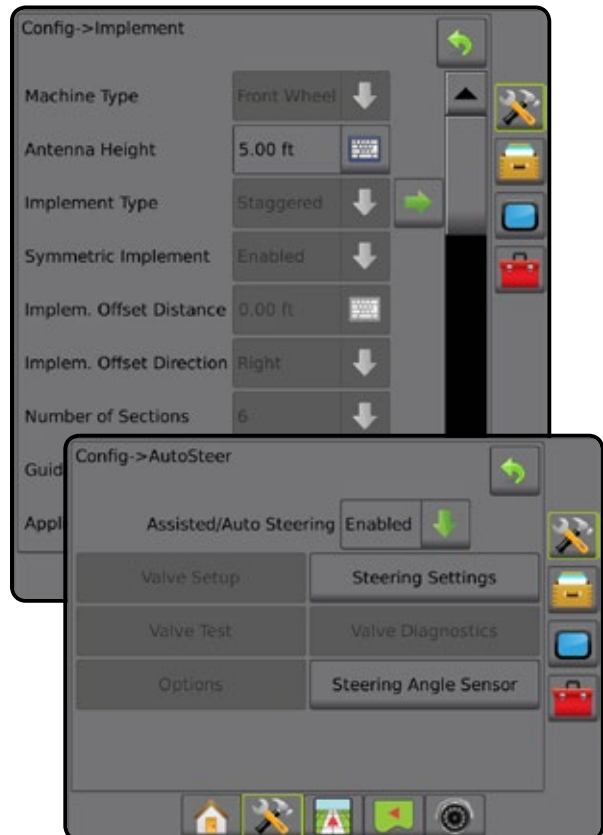 Config->Implement
Machine Type Front Wheel
Antenna Height 5.00 ft
Implement Type Staggered
Symmetric Implement Enabled
Implem. Offset Distance 0.00 ft
Implem. Offset Direction Right
Number of Sections 6
Guid
Appl
Config->AutoSteer
Assisted/Auto Steering Enabled
Valve Setup Steering Settings
Valve Test Valve Diagnostics
Options Steering Angle Sensor